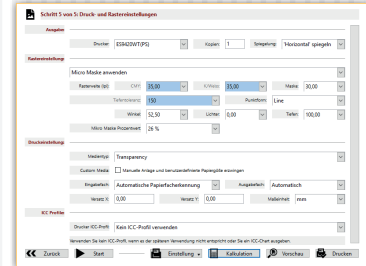 Schritt 5 von 5: Druck- und Rastereinstellungen
Ausgabe
Drucker ES9420WT(PS) Kopien: 1 Spiegelung: 'Horizontal' spiegeln
Rastereinstellung
Micro Maske anwenden
Rasterweite (lpi): CMY: 35,00 K/Weiss: 35,00 Maske 30,00
150 Punktform: Line
Winkel 52,50 Lichter 0,00 Tiefen: 100,00
Micro Maske Prozentwert 26 %
Druckeinstellung
Medientyp: Transparency
Custom Media: Manuelle Anlage und benutzerdefinierte Papiergröße erzwingen
Eingabefach: Automatische Papierfacherkennung Ausgabefach: Automatisch
Versatz X: 0,00 Versatz Y: 0,00 Maßeinheit: mm
ICC Profile
Drucker ICC-Profil: Kein ICC-Profil verwenden
Verwenden Sie kein ICC-Profil, wenn es der späteren Verwendung nicht entspricht oder Sie ein ICC-Chart ausgeben.
Zurück Start Einstellung Kalkulation Vorschau Drucken